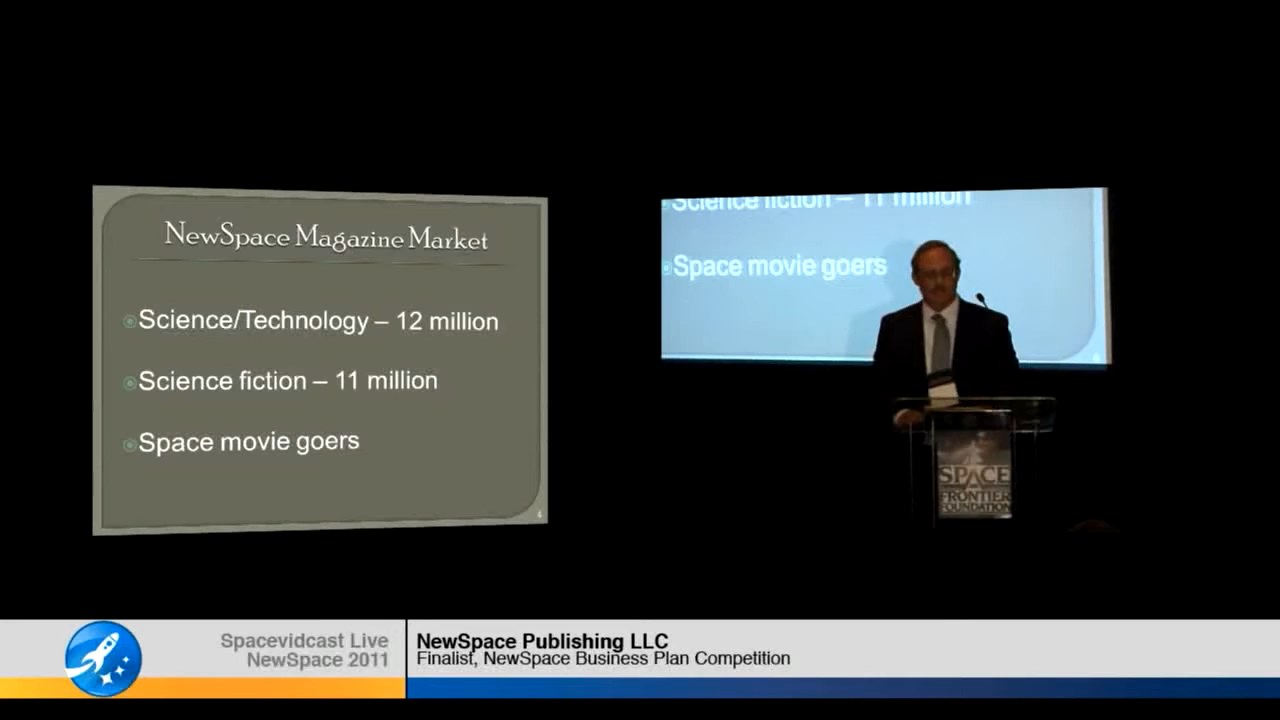 NewSpace Magazine Market
Science/Technology – 12 million
Science fiction – 11 million
Space movie goers
4
Science fiction – 11 million
Space movie goers
SPACE
FRONTIER
FOUNDATION
Spacevidcast Live
NewSpace 2011
NewSpace Publishing LLC
Finalist, NewSpace Business Plan Competition